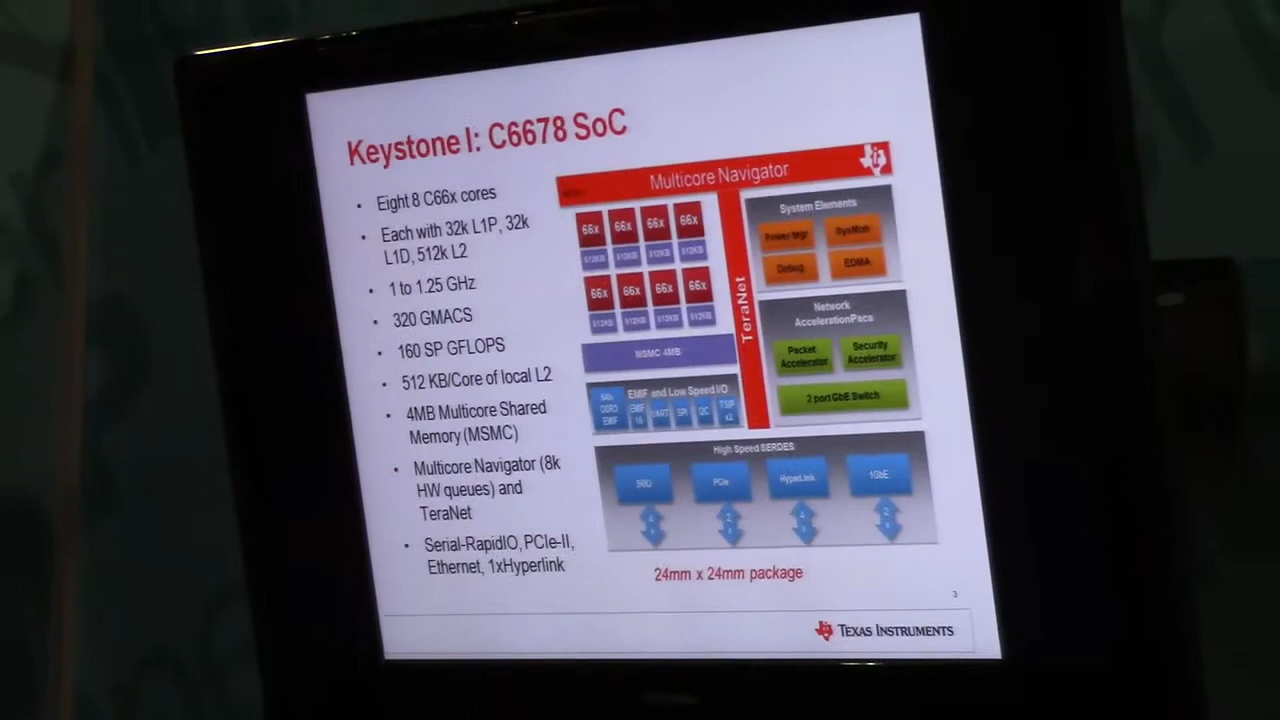 Keystone I: C6678 SoC
• Eight 8 C66x cores
• Each with 32k L1P, 32k
L1D, 512k L2
• 1 to 1.25 GHz
• 320 GMACS
• 160 SP GFLOPS
• 512 KB/Core of local L2
• 4MB Multicore Shared
Memory (MSMC)
• Multicore Navigator (8k
HW queues) and
TeraNet
• Serial-RapidIO, PCIe-II,
Ethernet, 1xHyperlink
Multicore Navigator
66x 66x 66x 66x
512KB 512KB 512KB 512KB
66x 66x 66x 66x
512KB 512KB 512KB 512KB
MSMC 4MB
EMIF and Low Speed I/O
DDR3
EMIF
EMIF
16
UART
SPI
I2C
TSIP
x2
TeraNet
System Elements
Power Mgr
SysMon
Debug
EDMA
Network
AccelerationPacs
Packet
Accelerator
Security
Accelerator
2 port GbE Switch
High Speed SERDES
PCIe
HyperLink
1GbE
24mm x 24mm package
3
TEXAS INSTRUMENTS